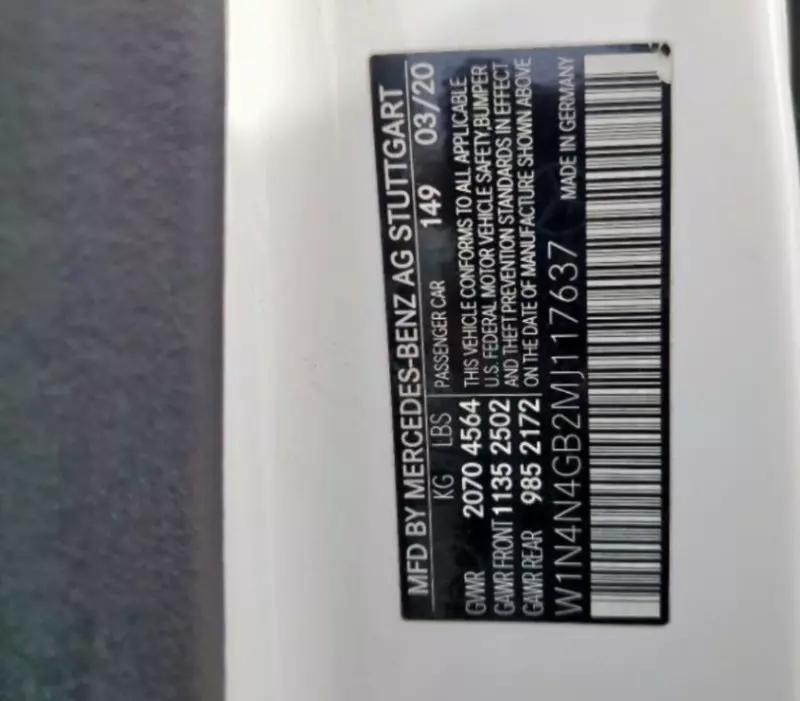 MFD BY MERCEDES-BENZ AG STUTTGART
KG LBS PASSENGER CAR 149 03/20
GVWR 2070 4564 THIS VEHICLE CONFORMS TO ALL APPLICABLE
GAWR FRONT 1135 2502 U.S. FEDERAL MOTOR VEHICLE SAFETY, BUMPER
GAWR REAR 985 2172 AND THEFT PREVENTION STANDARDS IN EFFECT
ON THE DATE OF MANUFACTURE SHOWN ABOVE
W1N4N4GB2MJ117637 MADE IN GERMANY